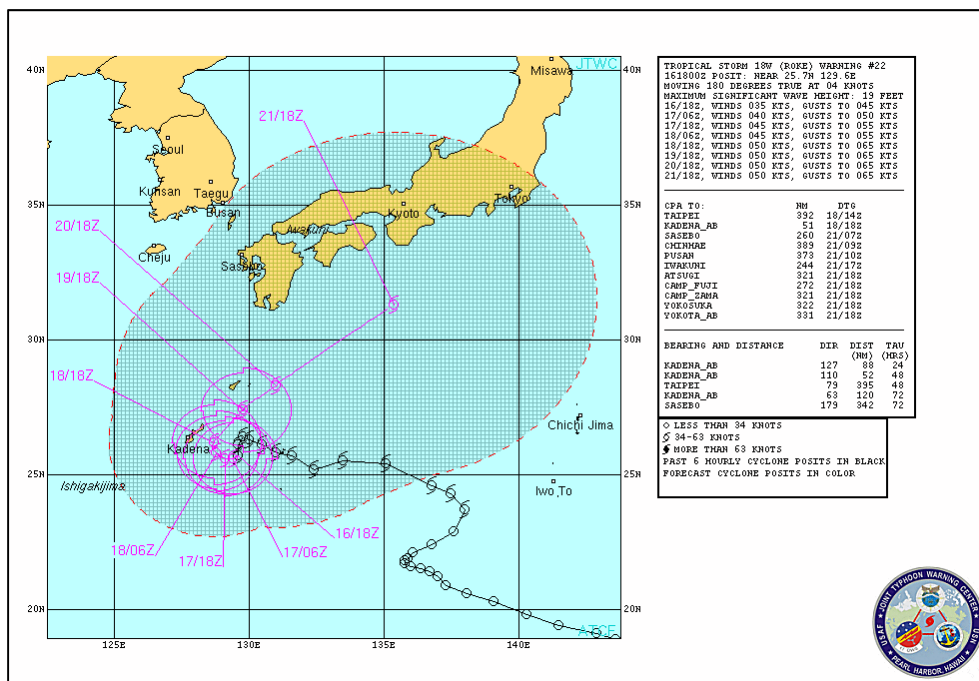 JTWC
Misawa
40N
40N
21/18Z
Seoul
Kunsan
Taegu
Busan
35N
35N
Kyoto
Tokyo
Iwakuni
20/18Z
Cheju
Sasebo
19/18Z
30N
30N
18/18Z
Chichi Jima
Kadena
25N
25N
Ishigakijima
Iwo To
16/18Z
18/06Z
17/06Z
17/18Z
20N
20N
ATCF
125E
130E
135E
140E
TROPICAL STORM 18W (ROKE) WARNING #22
161800Z POSIT: NEAR 25.7N 129.6E
MOVING 180 DEGREES TRUE AT 04 KNOTS
MAXIMUM SIGNIFICANT WAVE HEIGHT: 19 FEET
16/18Z, WINDS 035 KTS, GUSTS TO 045 KTS
17/06Z, WINDS 040 KTS, GUSTS TO 050 KTS
17/18Z, WINDS 045 KTS, GUSTS TO 055 KTS
18/06Z, WINDS 045 KTS, GUSTS TO 055 KTS
18/18Z, WINDS 050 KTS, GUSTS TO 065 KTS
19/18Z, WINDS 050 KTS, GUSTS TO 065 KTS
20/18Z, WINDS 050 KTS, GUSTS TO 065 KTS
21/18Z, WINDS 050 KTS, GUSTS TO 065 KTS
CPA TO: NM DTG
TAIPEI 392 18/14Z
KADENA_AB 51 18/18Z
SASEBO 260 21/07Z
CHINHAE 389 21/09Z
PUSAN 373 21/10Z
IWAKUNI 244 21/17Z
ATSUGI 321 21/18Z
CAMP_FUJI 272 21/18Z
CAMP_ZAMA 321 21/18Z
YOKOSUKA 322 21/18Z
YOKOTA_AB 331 21/18Z
BEARING AND DISTANCE DIR DIST TAU
(NM) (HRS)
KADENA_AB 127 88 24
KADENA_AB 110 52 48
TAIPEI 79 395 48
KADENA_AB 63 120 72
SASEBO 179 342 72
LESS THAN 34 KNOTS
34-63 KNOTS
MORE THAN 63 KNOTS
PAST 6 HOURLY CYCLONE POSITS IN BLACK
FORECAST CYCLONE POSITS IN COLOR
JOINT TYPHOON WARNING CENTER
USAF
USN
PEARL HARBOR, HAWAII